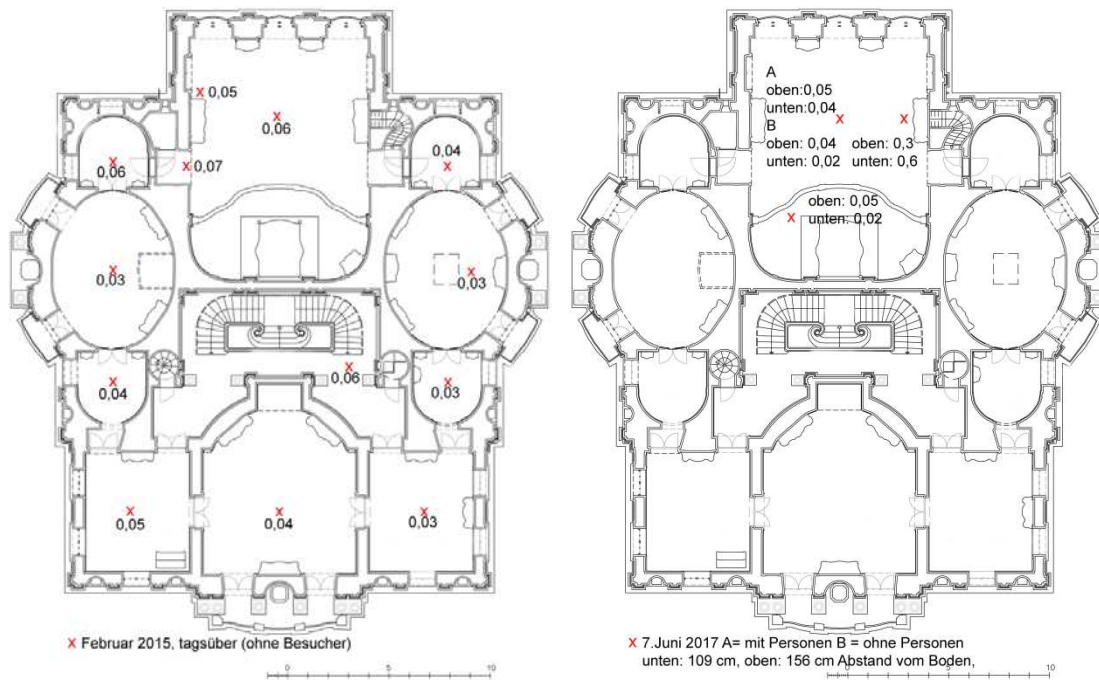 0,05
0,06
0,04
0,06
0,07
0,03
0,03
0,06
0,04
0,03
0,05
0,04
0,03
x Februar 2015, tagsüber (ohne Besucher)
0 10
A
oben:0,05
unten:0,04
B
oben: 0,04 oben: 0,3
unten: 0,02 unten: 0,6
oben: 0,05
unten: 0,02
x 7.Juni 2017 A= mit Personen B = ohne Personen
unten: 109 cm, oben: 156 cm Abstand vom Boden,
0 10